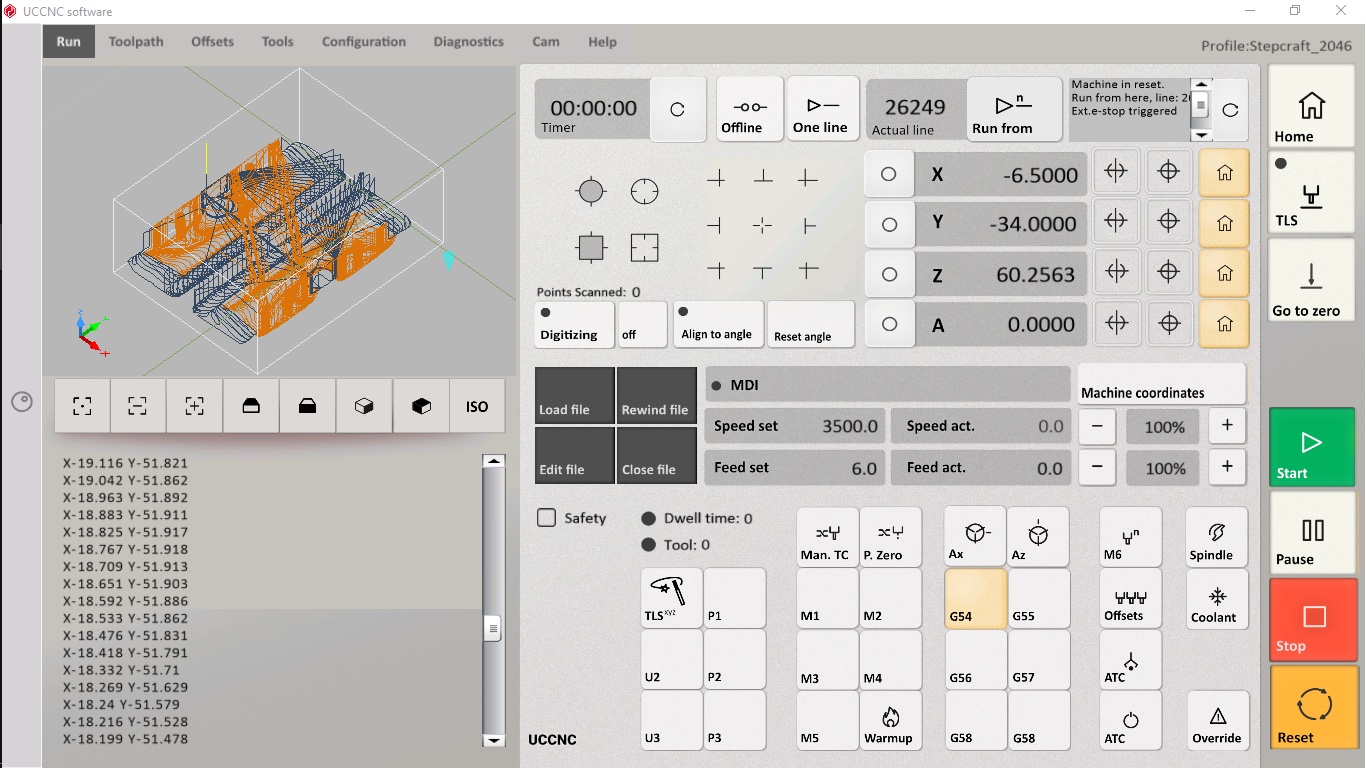 UCCNC software
Run Toolpath Offsets Tools Configuration Diagnostics Cam Help
Profile:Stepcraft_2046
00:00:00
Timer
Offline
One line
26249
Actual line
n
Run from
Machine in reset.
Run from here, line:
Ext.e-stop triggered
Home
TLS
Go to zero
X -6.5000
Y -34.0000
Z 60.2563
A 0.0000
Points Scanned: 0
Digitizing
off
Align to angle
Reset angle
ISO
Load file
Rewind file
Edit file
Close file
MDI
Machine coordinates
Speed set 3500.0
Speed act. 0.0
- 100% +
Feed set 6.0
Feed act. 0.0
- 100% +
Start
Pause
Stop
Reset
X-19.116 Y-51.821
X-19.042 Y-51.862
X-18.963 Y-51.892
X-18.883 Y-51.911
X-18.825 Y-51.917
X-18.767 Y-51.918
X-18.709 Y-51.913
X-18.651 Y-51.903
X-18.592 Y-51.886
X-18.533 Y-51.862
X-18.476 Y-51.831
X-18.418 Y-51.791
X-18.332 Y-51.71
X-18.269 Y-51.629
X-18.24 Y-51.579
X-18.216 Y-51.528
X-18.199 Y-51.478
Safety
Dwell time: 0
Tool: 0
Man. TC
P. Zero
Ax
Az
n
M6
Spindle
TLS xyz
P1
M1
M2
G54
G55
Offsets
Coolant
U2
P2
M3
M4
G56
G57
ATC
UCCNC
U3
P3
M5
Warmup
G58
G58
ATC
Override